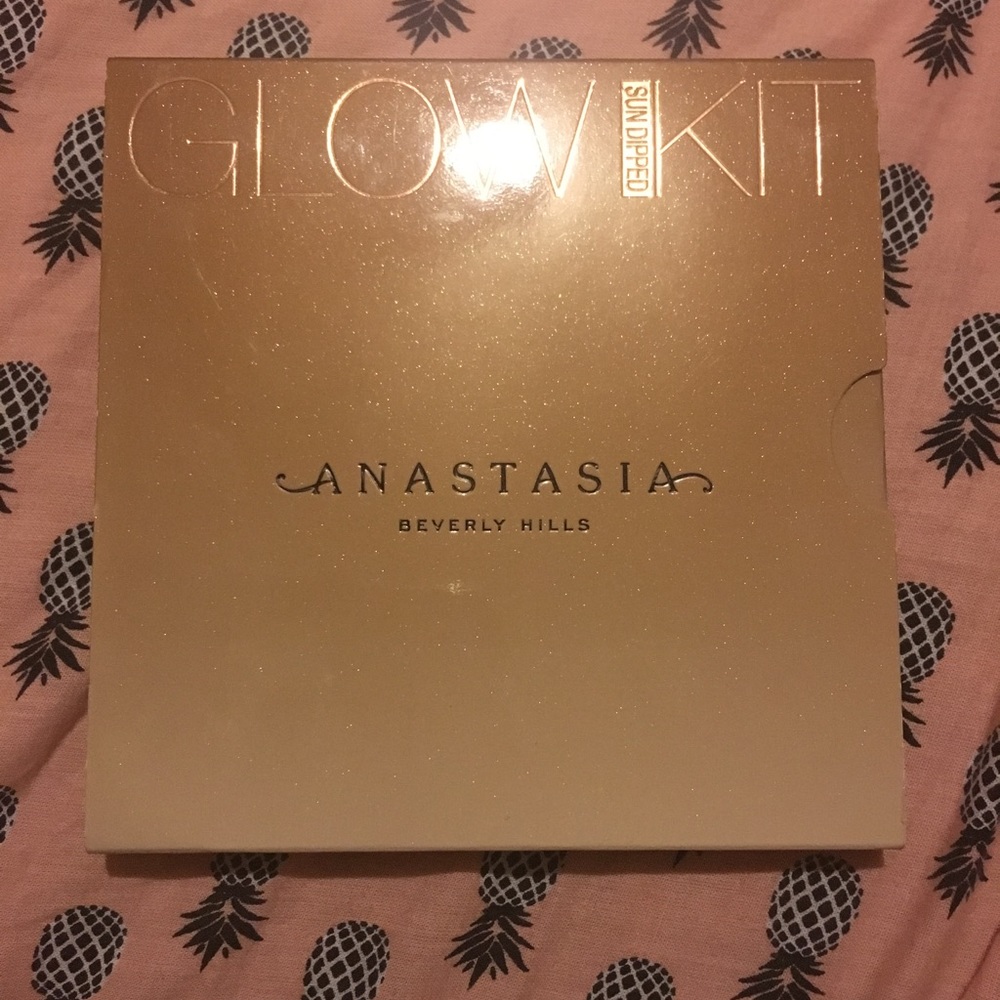 GLOW SUN DIPPED KIT
ANASTASIA
BEVERLY HILLS